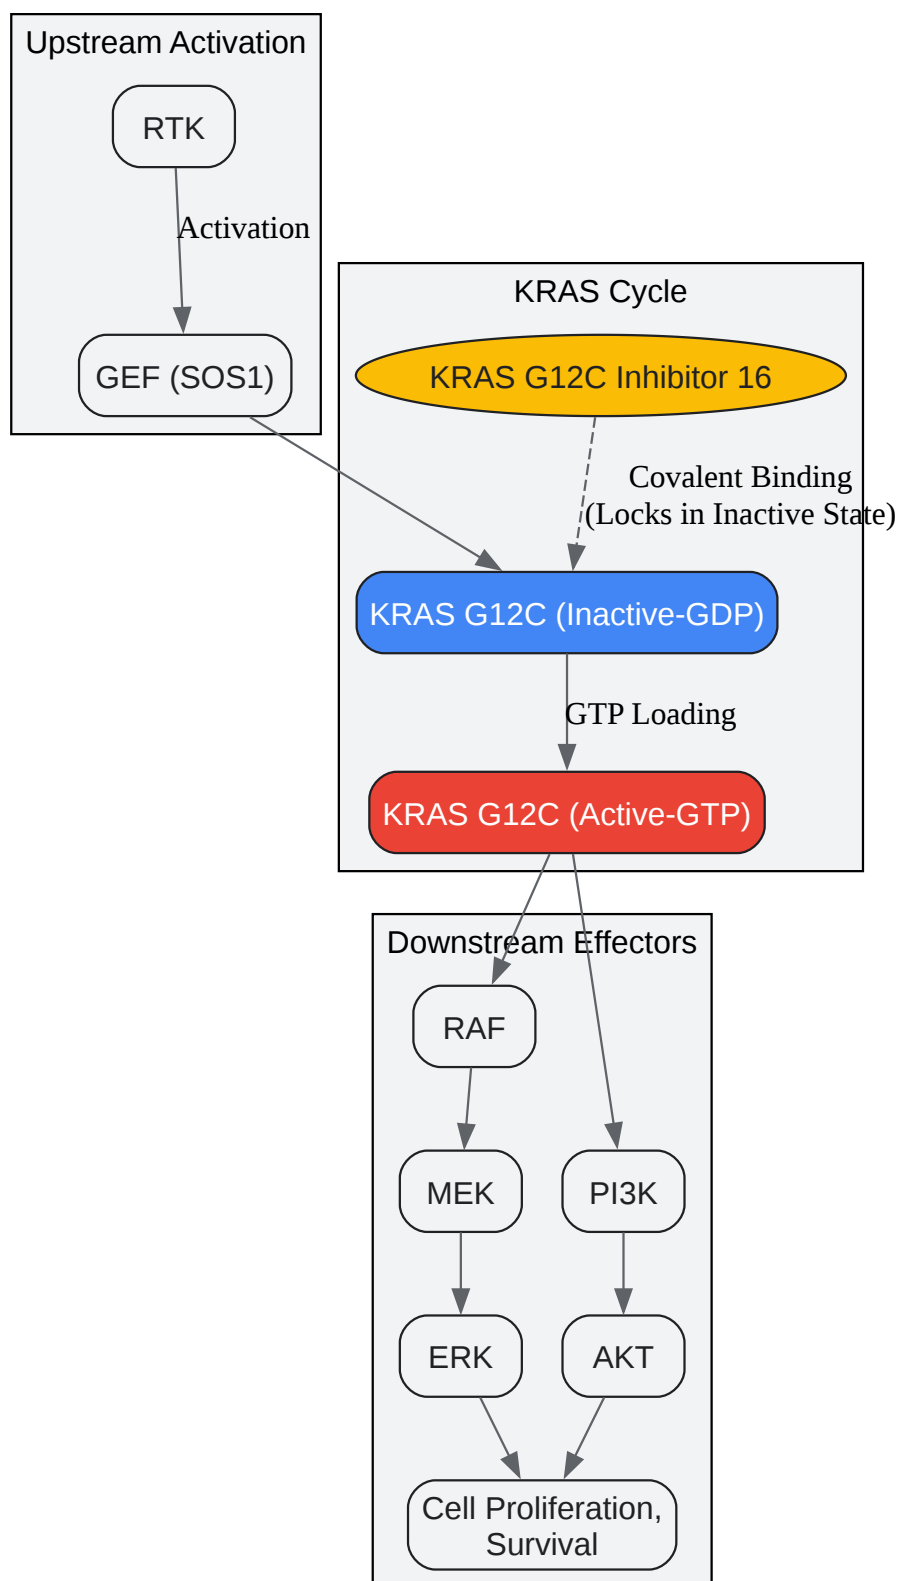 Upstream Activation
RTK
Activation
GEF (SOS1)
KRAS Cycle
KRAS G12C Inhibitor 16
Covalent Binding
(Locks in Inactive State)
KRAS G12C (Inactive-GDP)
GTP Loading
KRAS G12C (Active-GTP)
Downstream Effectors
RAF
MEK
PI3K
ERK
AKT
Cell Proliferation,
Survival